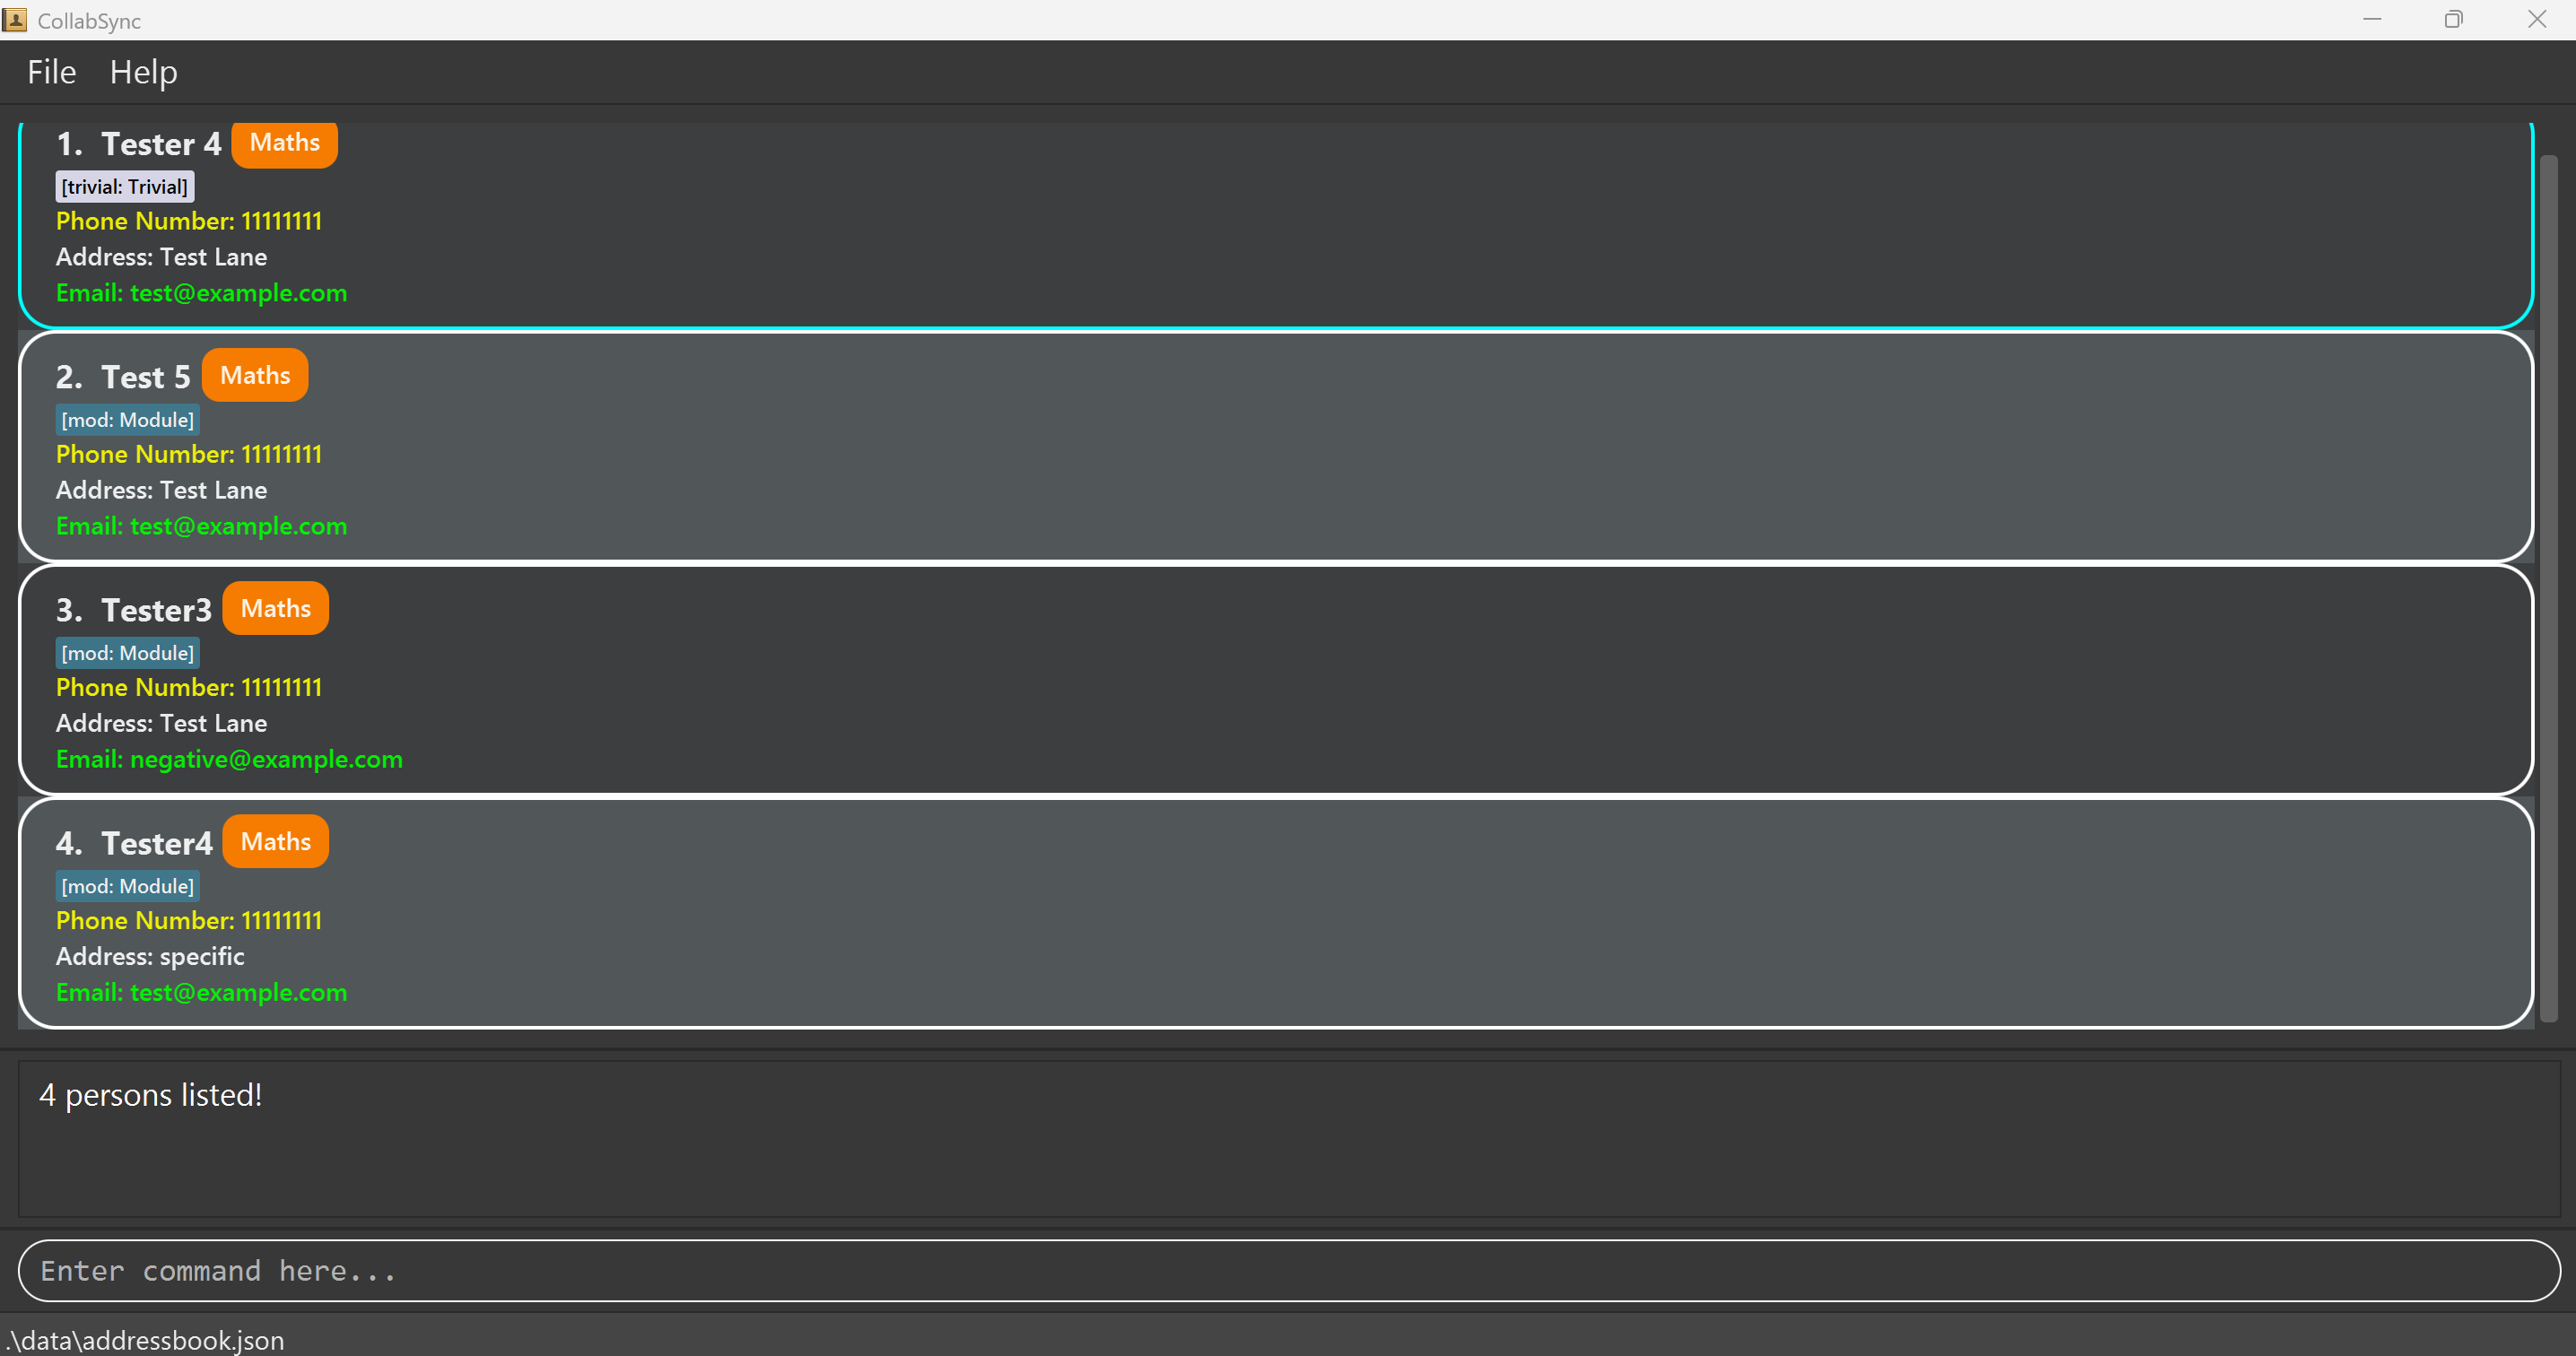 CollabSync
File Help
1. Tester 4 Maths
[trivial: Trivial]
Phone Number: 11111111
Address: Test Lane
Email: test@example.com
2. Test 5 Maths
[mod: Module]
Phone Number: 11111111
Address: Test Lane
Email: test@example.com
3. Tester3 Maths
[mod: Module]
Phone Number: 11111111
Address: Test Lane
Email: negative@example.com
4. Tester4 Maths
[mod: Module]
Phone Number: 11111111
Address: specific
Email: test@example.com
4 persons listed!
Enter command here...
.\data\addressbook.json